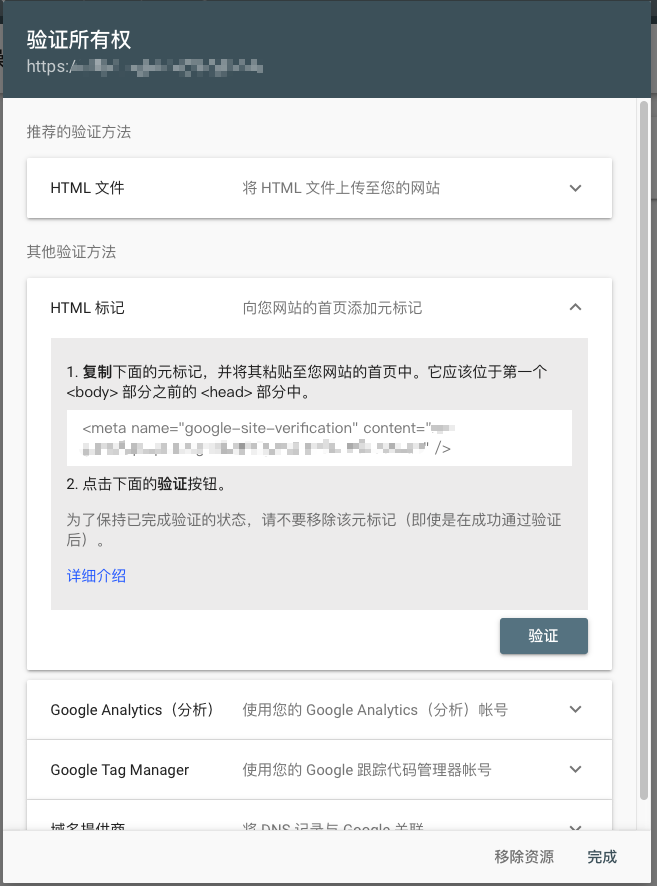 验证所有权
https:/
推荐的验证方法
HTML 文件
将 HTML 文件上传至您的网站
其他验证方法
HTML 标记
向您网站的首页添加元标记
1. 复制下面的元标记，并将其粘贴至您网站的首页中。它应该位于第一个
<body> 部分之前的 <head> 部分中。
<meta name="google-site-verification" content="
" />
2. 点击下面的验证按钮。
为了保持已完成验证的状态，请不要移除该元标记（即使是在成功通过验证
后）。
详细介绍
验证
Google Analytics（分析）
使用您的 Google Analytics（分析）帐号
Google Tag Manager
使用您的 Google 跟踪代码管理器帐号
域名提供商
将 DNS 记录与 Google 关联
移除资源
完成